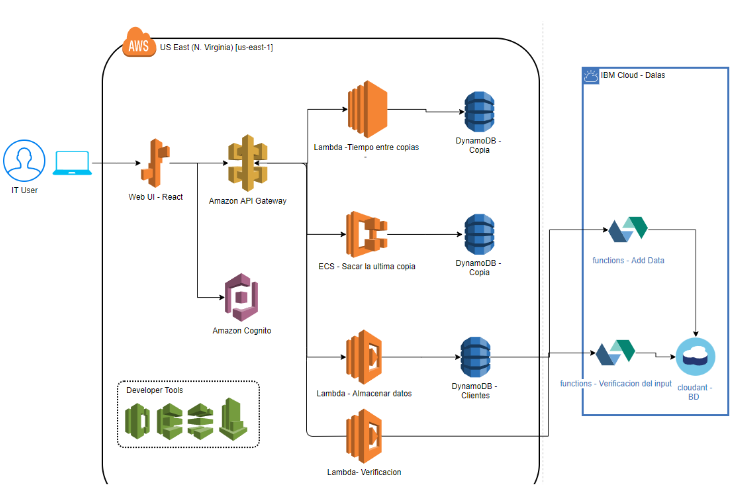 AWS
US East (N. Virginia) [us-east-1]
IBM Cloud - Dalas
Lambda -Tiempo entre copias
-
DynamoDB -
Copia
IT User
Web UI - React
Amazon API Gateway
ECS - Sacar la ultima copia
DynamoDB -
Copia
functions - Add Data
Amazon Cognito
Developer Tools
Lambda - Almacenar datos
DynamoDB -
Clientes
functions - Verificacion del input
cloudant -
BD
Lambda- Verificacion